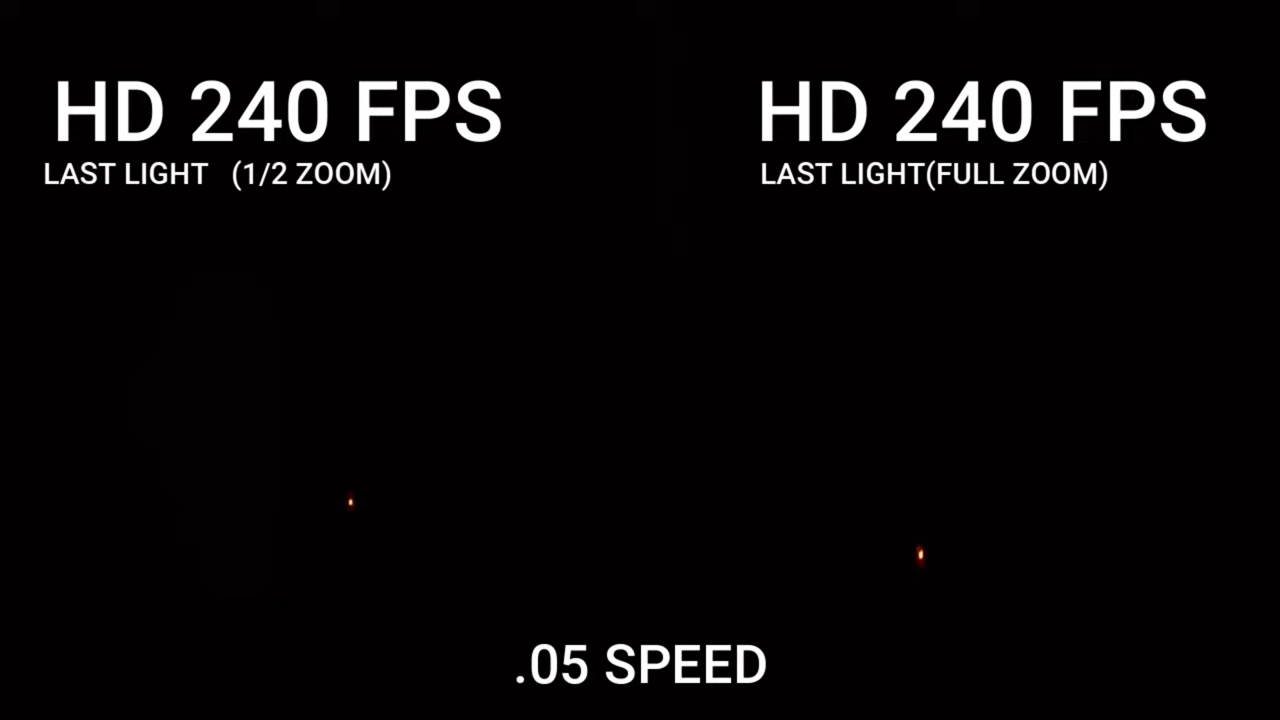 HD 240 FPS
LAST LIGHT (1/2 ZOOM)
HD 240 FPS
LAST LIGHT(FULL ZOOM)
.05 SPEED